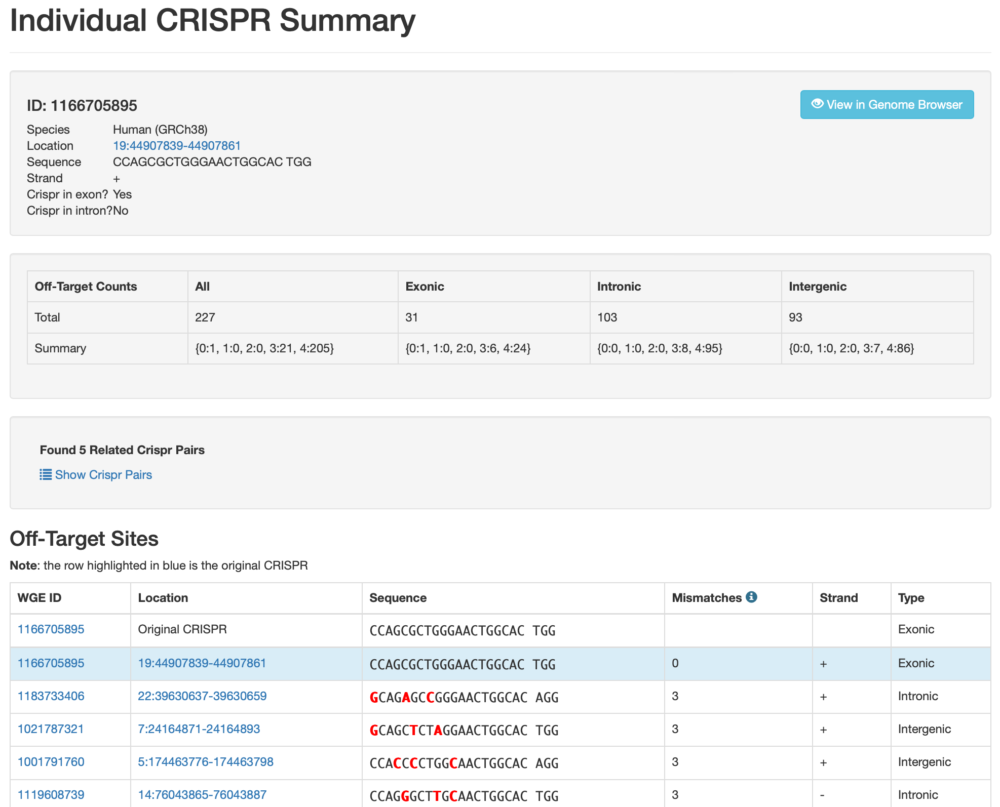 Individual CRISPR Summary
ID: 1166705895
View in Genome Browser
Species Human (GRCh38)
Location 19:44907839-44907861
Sequence CCAGCGCTGGGAACTGGCAC TGG
Strand +
Crispr in exon? Yes
Crispr in intron?No
Off-Target Counts All Exonic Intronic Intergenic
Total 227 31 103 93
Summary {0:1, 1:0, 2:0, 3:21, 4:205} {0:1, 1:0, 2:0, 3:6, 4:24} {0:0, 1:0, 2:0, 3:8, 4:95} {0:0, 1:0, 2:0, 3:7, 4:86}
Found 5 Related Crispr Pairs
Show Crispr Pairs
Off-Target Sites
Note: the row highlighted in blue is the original CRISPR
WGE ID Location Sequence Mismatches Strand Type
1166705895 Original CRISPR CCAGCGCTGGGAACTGGCAC TGG Exonic
1166705895 19:44907839-44907861 CCAGCGCTGGGAACTGGCAC TGG 0 + Exonic
1183733406 22:39630637-39630659 GCAGAGCCGGGAACTGGCAC AGG 3 + Intronic
1021787321 7:24164871-24164893 GCAGCTCTAGGAACTGGCAC TGG 3 + Intergenic
1001791760 5:174463776-174463798 CCACCCCTGGCAACTGGCAC AGG 3 + Intergenic
1119608739 14:76043865-76043887 CCAGGGCTTGCAACTGGCAC TGG 3 - Intronic